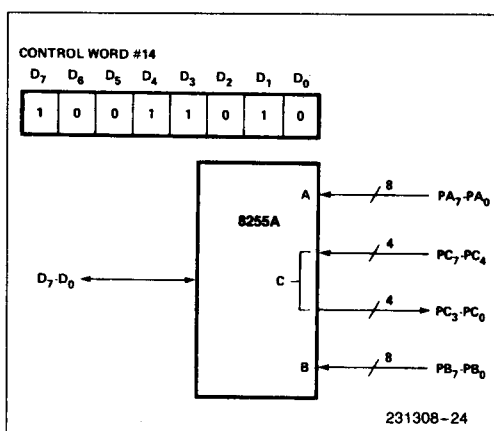 CONTROL WORD #14
D7 D6 D5 D4 D3 D2 D1 D0
1 0 0 1 1 0 1 0
A 8 PA7-PA0
8255A
4 PC7-PC4
D7-D0 C
4 PC3-PC0
B 8 PB7-PB0
231308-24